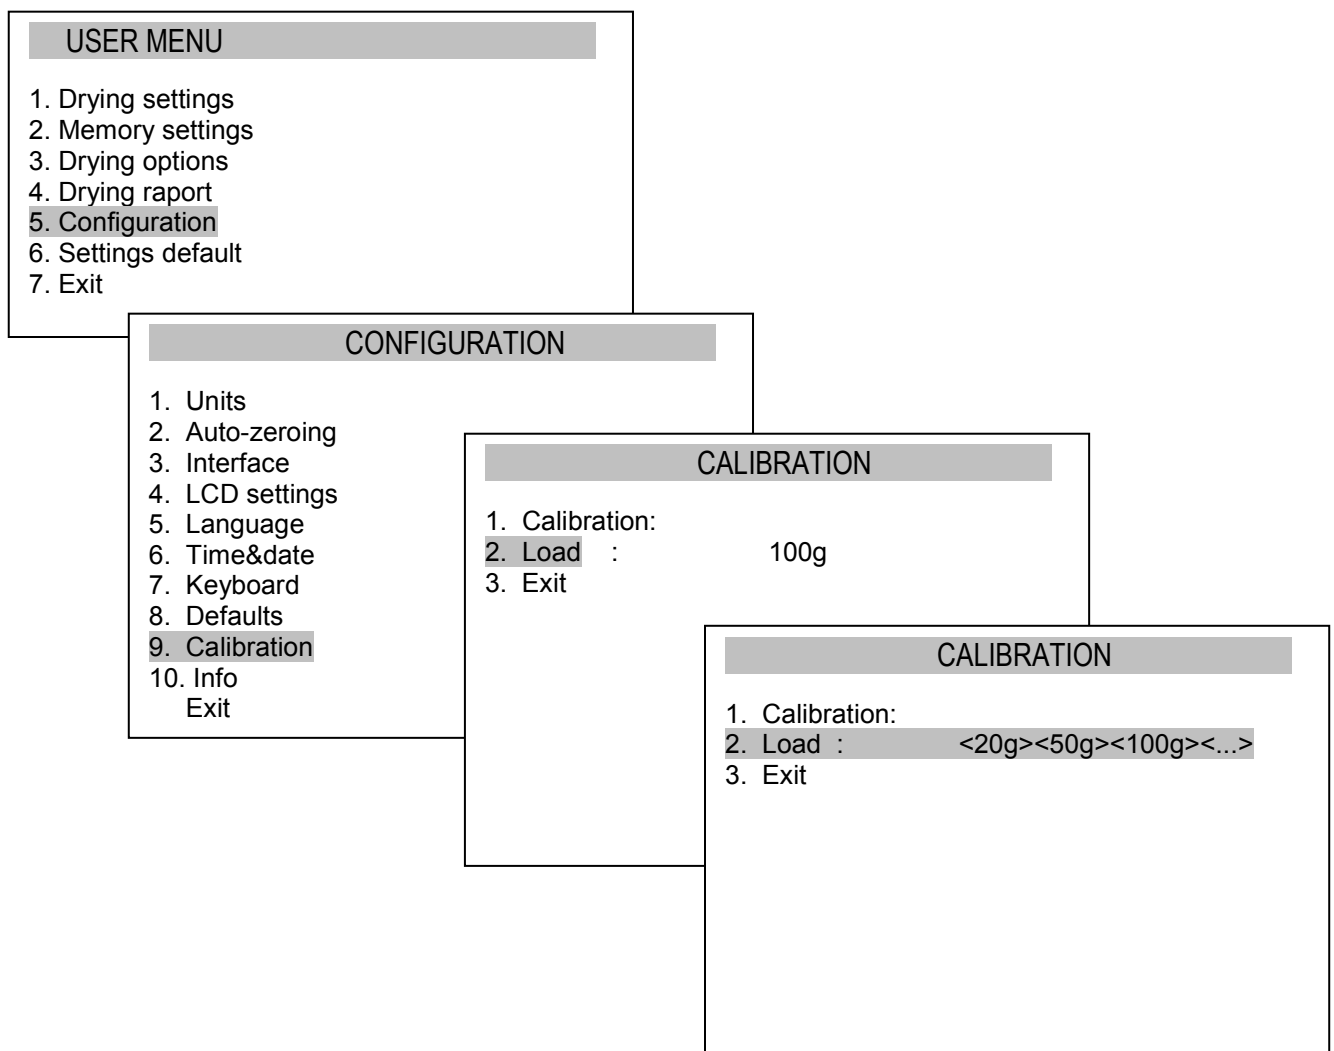 USER MENU
1. Drying settings
2. Memory settings
3. Drying options
4. Drying raport
5. Configuration
6. Settings default
7. Exit
CONFIGURATION
1. Units
2. Auto-zeroing
3. Interface
4. LCD settings
5. Language
6. Time&date
7. Keyboard
8. Defaults
9. Calibration
10. Info
Exit
CALIBRATION
1. Calibration:
2. Load : 100g
3. Exit
CALIBRATION
1. Calibration:
2. Load : <20g><50g><100g><...>
3. Exit